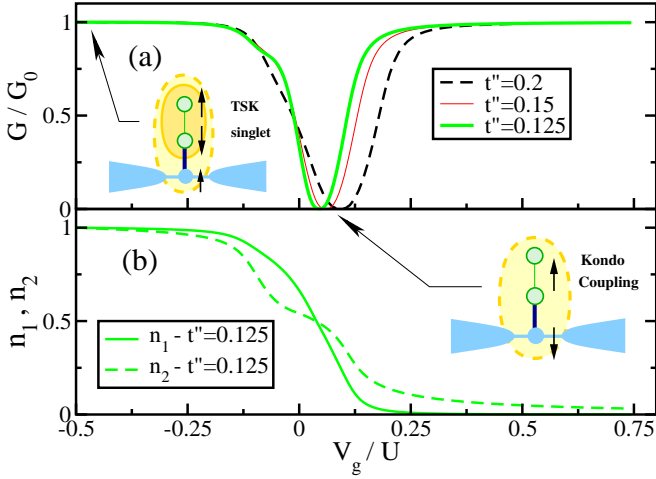 1
0.5
0
G / G₀
(a)
TSK
singlet
t"=0.2
t"=0.15
t"=0.125
1
0.5
0
n₁ , n₂
(b)
Kondo
Coupling
n₁ - t"=0.125
n₂ - t"=0.125
-0.5 -0.25 0 0.25 0.5 0.75
V_g / U